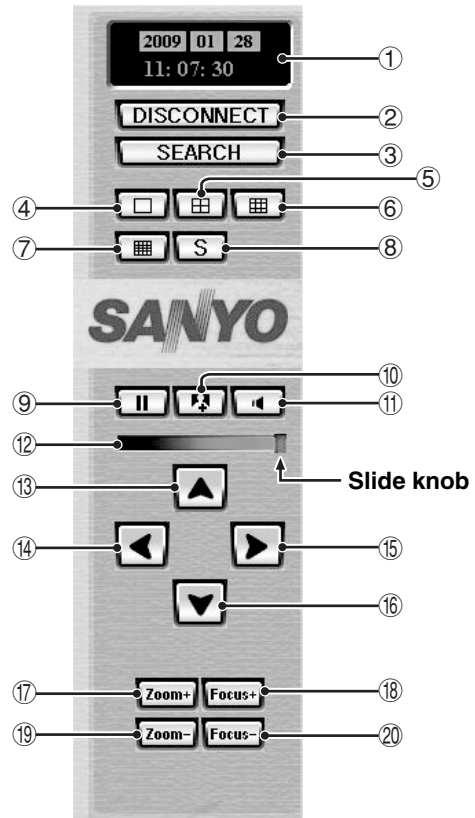 2009 01 28
①
11: 07: 30
DISCONNECT
②
SEARCH
③
⑤
④
⑥
⑦
S
⑧
SANYO
⑩
⑨
⑪
⑫
Slide knob
⑬
⑭
⑮
⑯
⑰
Zoom+
Focus+
⑱
⑲
Zoom−
Focus−
⑳